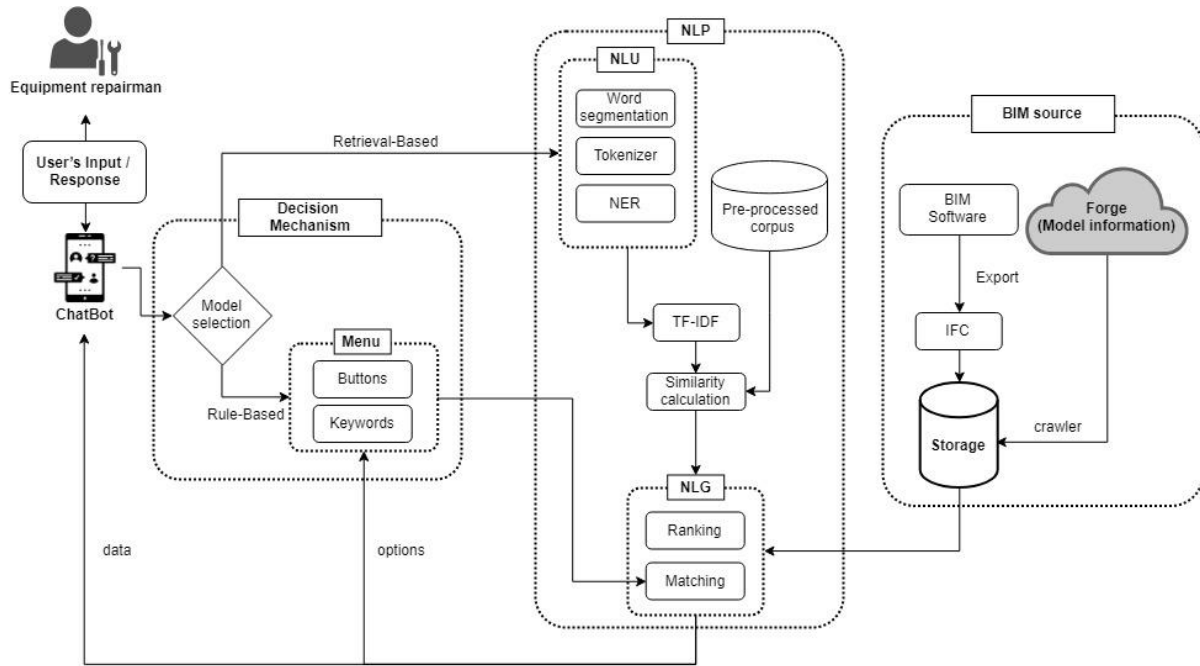 Equipment repairman
User's Input /
Response
ChatBot
Decision
Mechanism
Model
selection
Retrieval-Based
Rule-Based
Menu
Buttons
Keywords
data
options
NLP
NLU
Word
segmentation
Tokenizer
NER
Pre-processed
corpus
TF-IDF
Similarity
calculation
NLG
Ranking
Matching
BIM source
BIM
Software
Forge
(Model information)
Export
IFC
crawler
Storage